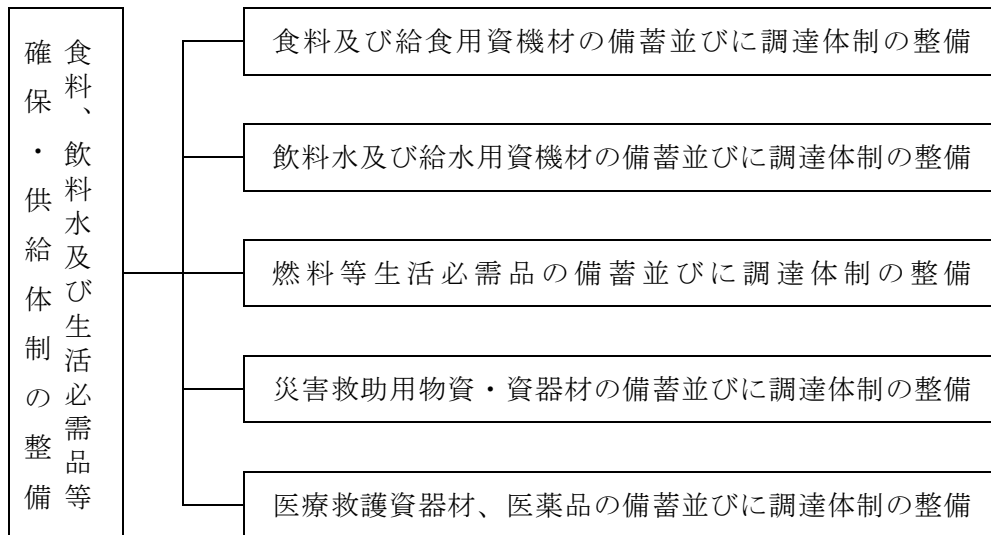 食料、飲料水及び生活必需品等
確保・供給体制の整備
食料及び給食用資機材の備蓄並びに調達体制の整備
飲料水及び給水用資機材の備蓄並びに調達体制の整備
燃料等生活必需品の備蓄並びに調達体制の整備
災害救助用物資・資器材の備蓄並びに調達体制の整備
医療救護資器材、医薬品の備蓄並びに調達体制の整備